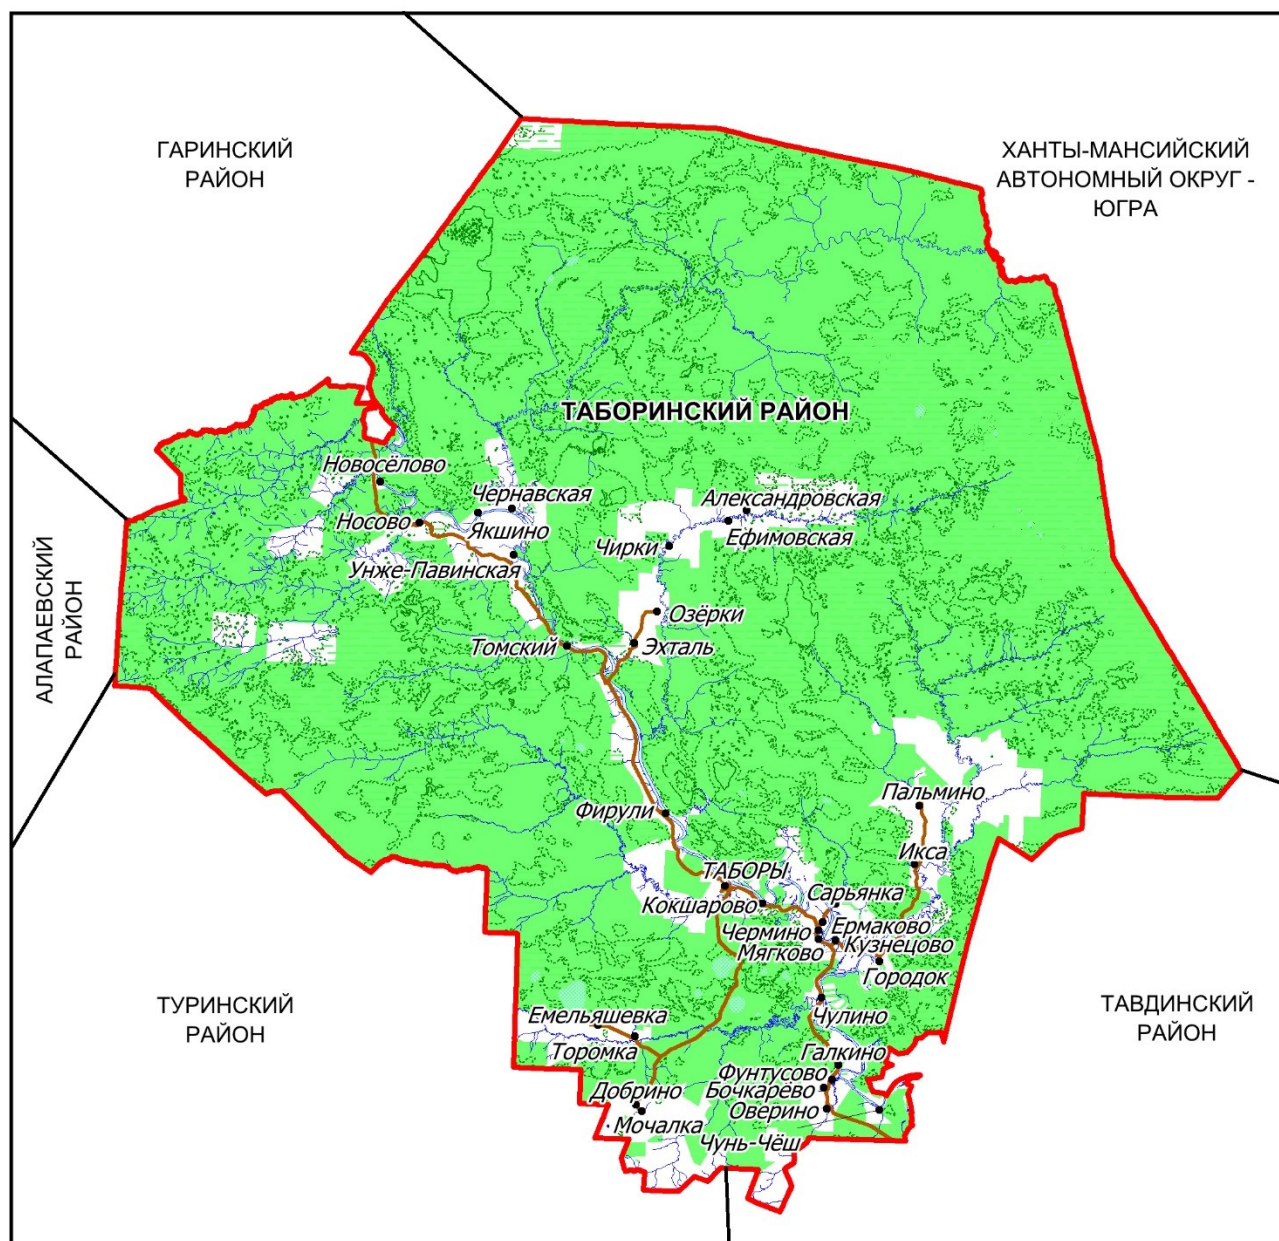 ГАРИНСКИЙ
РАЙОН
ХАНТЫ-МАНСИЙСКИЙ
АВТОНОМНЫЙ ОКРУГ -
ЮГРА
ТАБОРИНСКИЙ РАЙОН
Новосёлово
Чернавская
Александровская
Носово
Якшино
Ефимовская
Чирки
Унже-Павинская
АЛАПАЕВСКИЙ
РАЙОН
Озёрки
Томский
Эхталь
Пальмино
Фирули
Икса
ТАБОРЫ
Сарьянка
Кокшарово
Ермаково
Чермино
Кузнецово
Мягково
Городок
ТУРИНСКИЙ
РАЙОН
ТАВДИНСКИЙ
РАЙОН
Емельяшевка
Чулино
Торомка
Галкино
Фунтусово
Добрино
Бочкарёво
Оверино
Мочалка
Чунь-Чёш